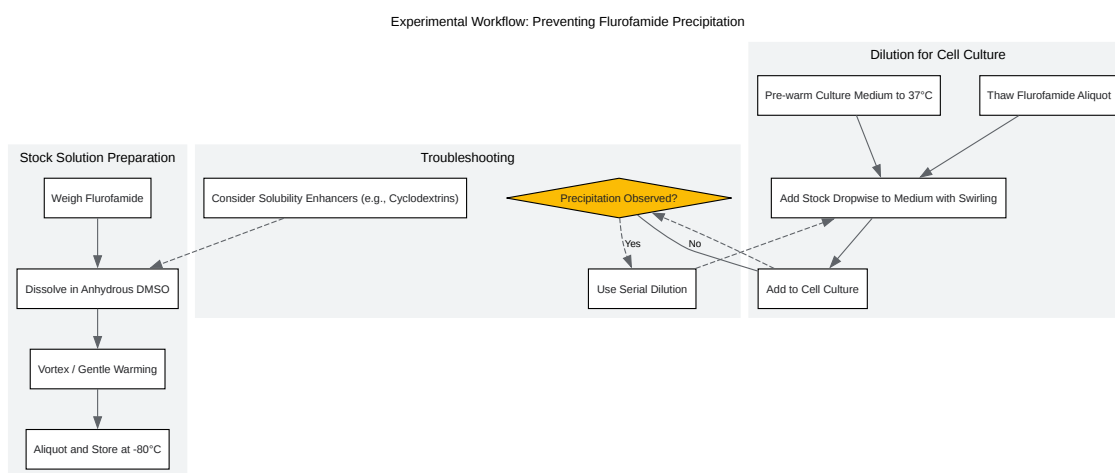 Experimental Workflow: Preventing Flurofamide Precipitation
Stock Solution Preparation
Weigh Flurofamide
Dissolve in Anhydrous DMSO
Vortex / Gentle Warming
Aliquot and Store at -80°C
Troubleshooting
Consider Solubility Enhancers (e.g., Cyclodextrins)
Precipitation Observed?
Yes
No
Use Serial Dilution
Dilution for Cell Culture
Pre-warm Culture Medium to 37°C
Thaw Flurofamide Aliquot
Add Stock Dropwise to Medium with Swirling
Add to Cell Culture